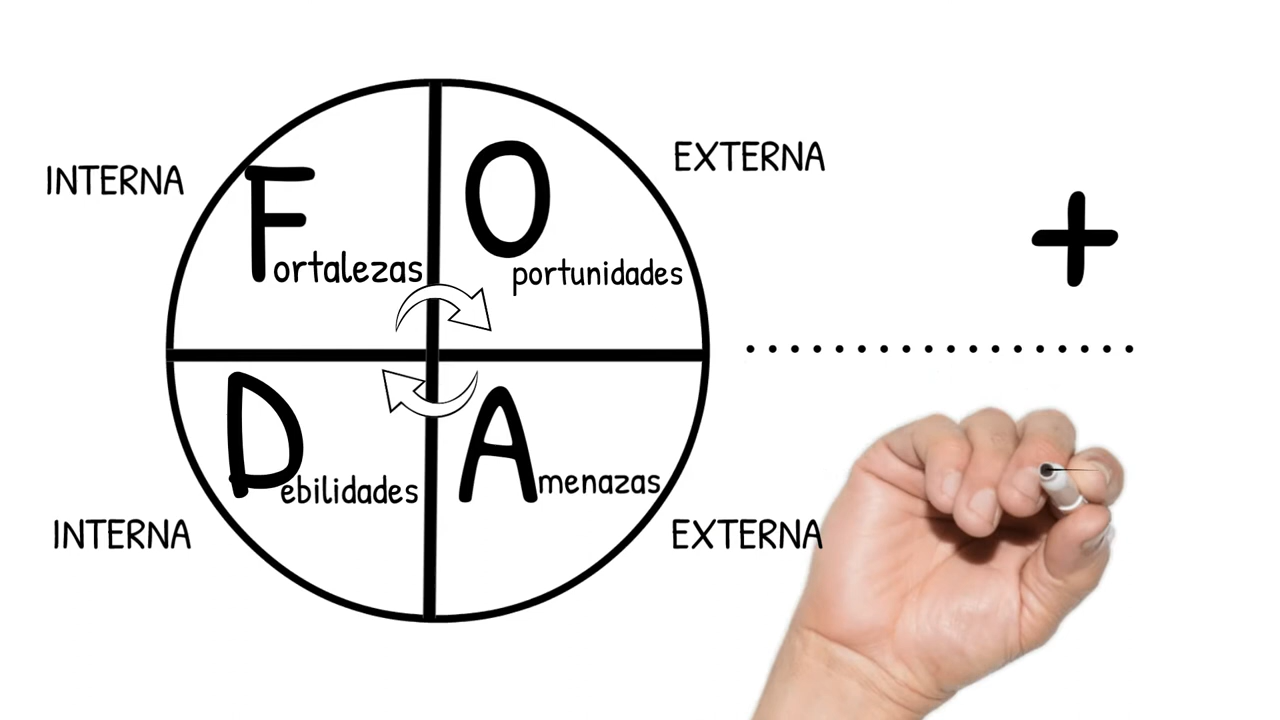 INTERNA
EXTERNA
Fortalezas
Oportunidades
+
Debilidades
Amenazas
INTERNA
EXTERNA